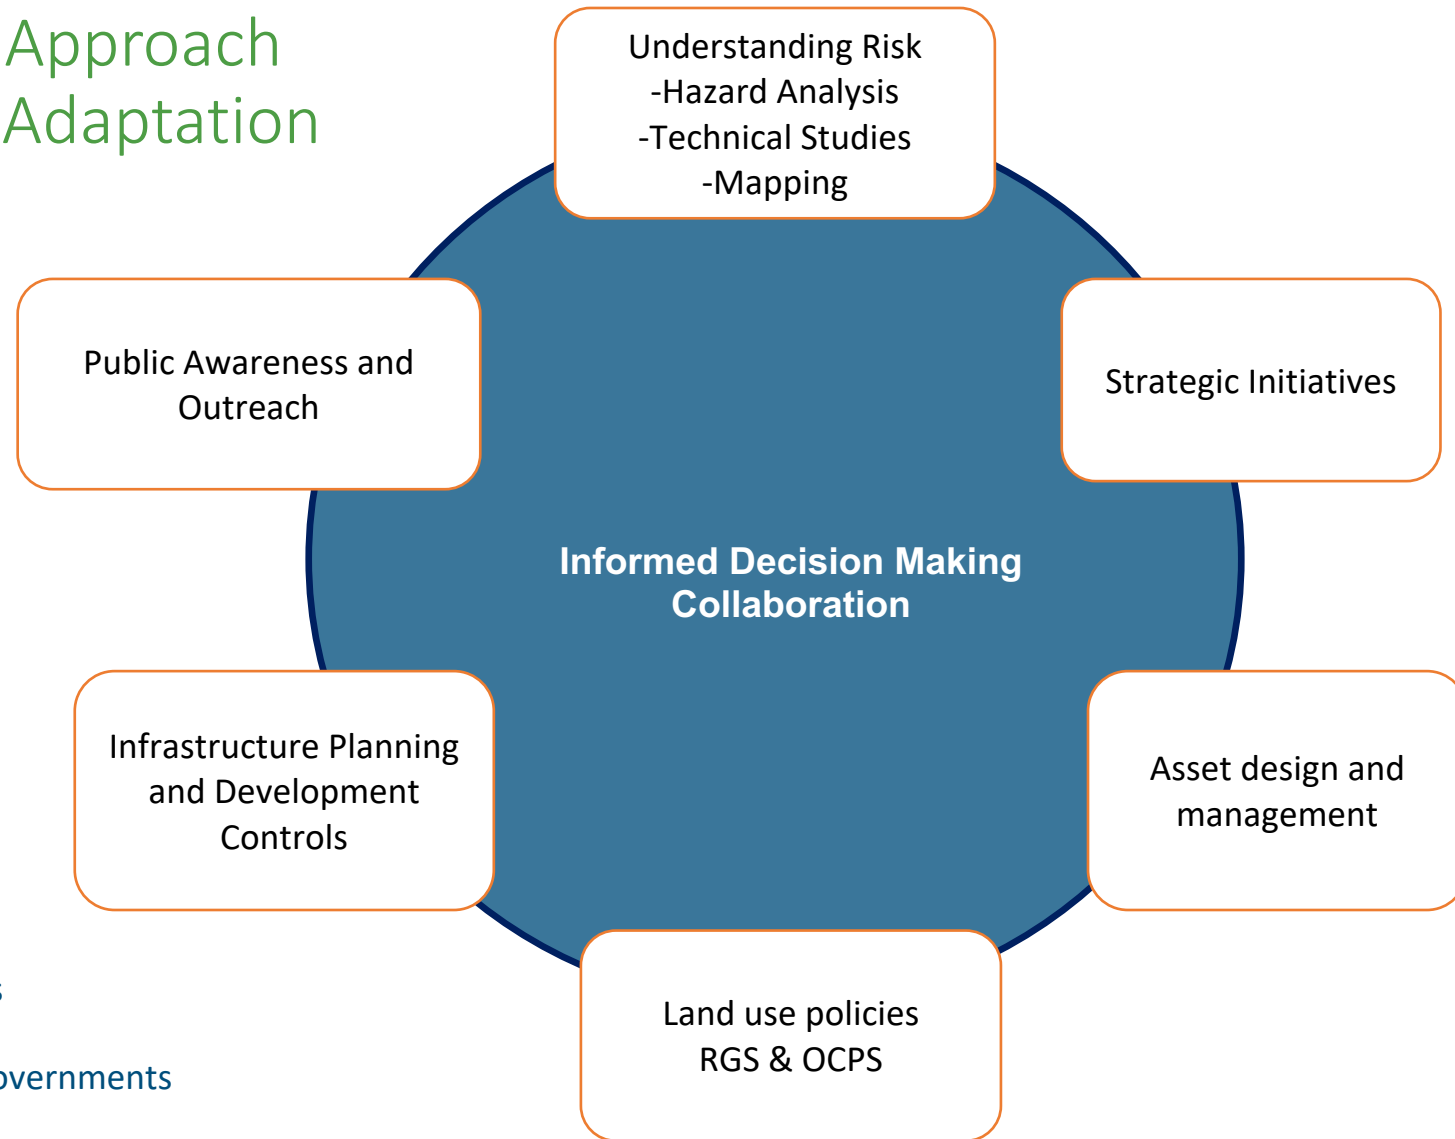 Approach
Adaptation
Understanding Risk
-Hazard Analysis
-Technical Studies
-Mapping
Public Awareness and
Outreach
Strategic Initiatives
Informed Decision Making
Collaboration
Infrastructure Planning
and Development
Controls
Asset design and
management
Land use policies
RGS & OCPS
s
overnments